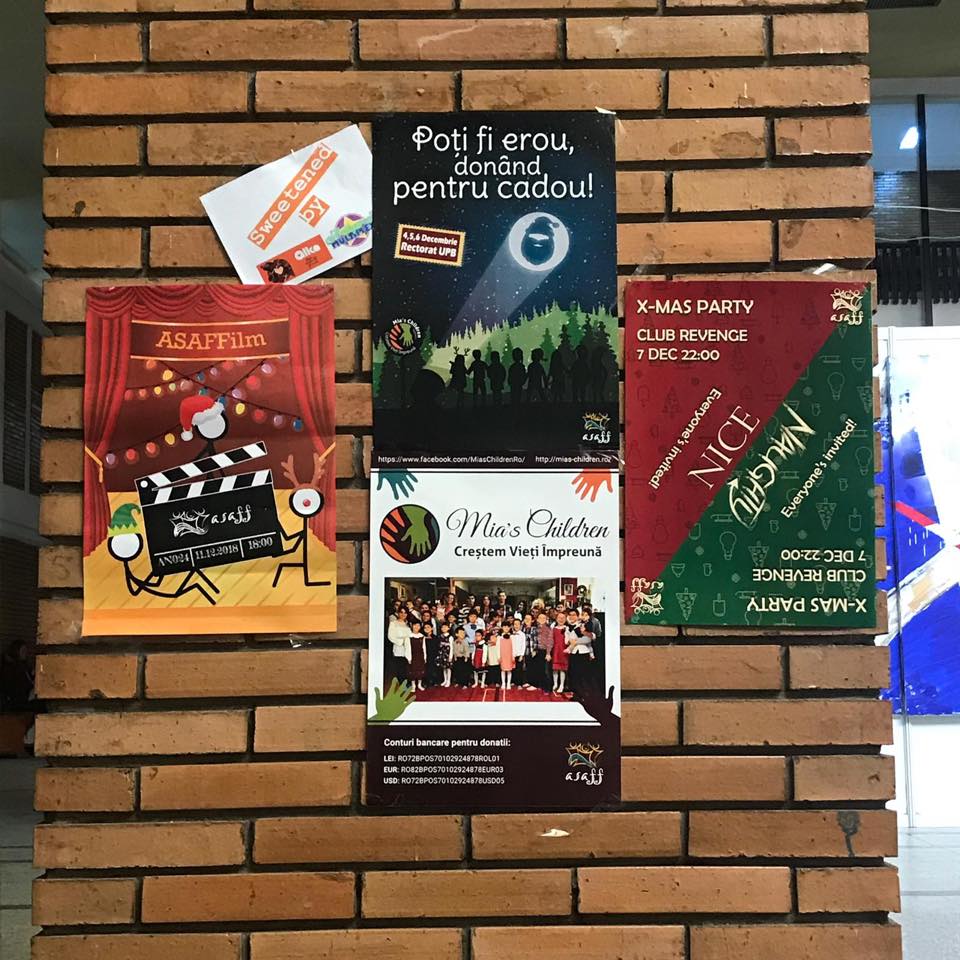 Sweetened
by
alka
Poți fi erou,
donând
pentru cadou!
4,5,6 Decembrie
Rectorat UPB
Mia's Children
asaff
https://www.facebook.com/MiasChildrenRo/ http://mias-children.ro/
ASAFFilm
asaff
AN024 11.12.2018 18:00
Mia's Children
Creștem Vieți Împreună
Conturi bancare pentru donatii:
LEI: RO72BPOS70102924878ROL01
EUR: RO82BPOS70102924878EUR03
USD: RO72BPOS70102924878USD05
asaff
X-MAS PARTY
asaff
CLUB REVENGE
7 DEC 22:00
Everyone's invited!
NICE
NAUGHTY
Everyone's invited!
7 DEC 22:00
CLUB REVENGE
X-MAS PARTY
asaff